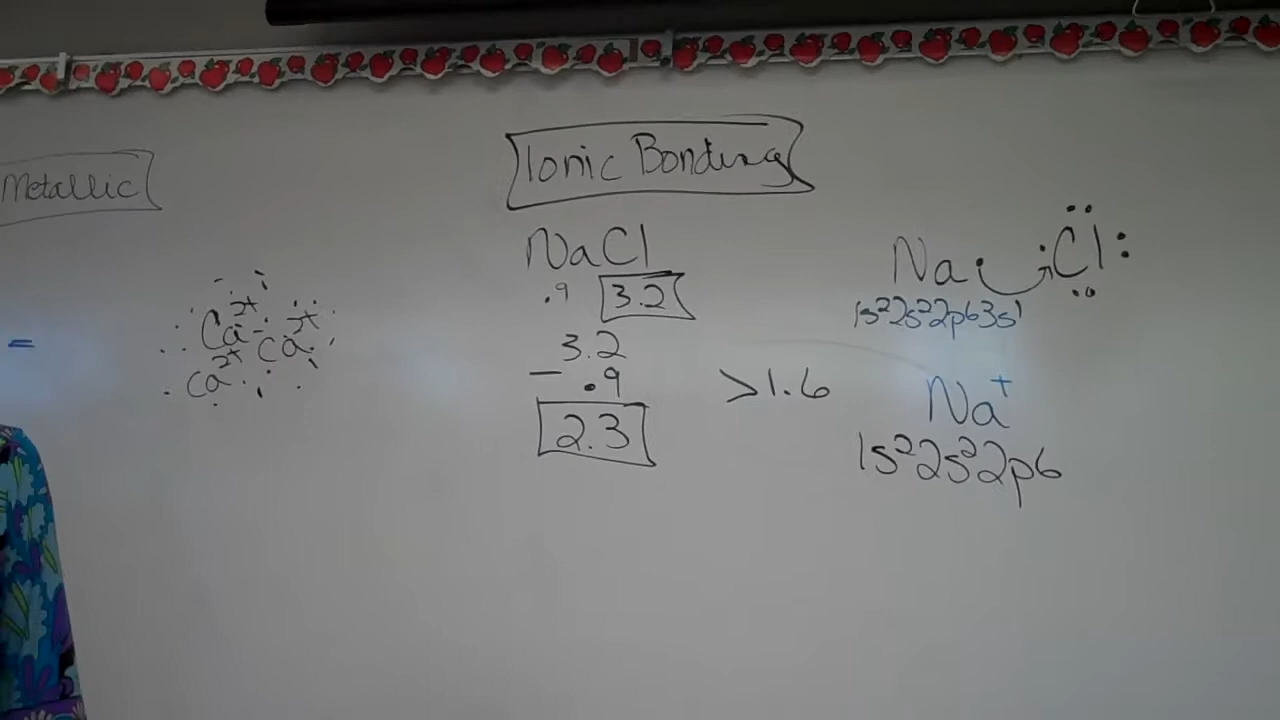 Metallic
=
Ca²⁺ Ca²⁺
Ca²⁺
Ionic Bonding
NaCl
.9 3.2
3.2
- .9
2.3
>1.6
Na Cl
1s²2s²2p63s¹
Na⁺
1s²2s²2p6